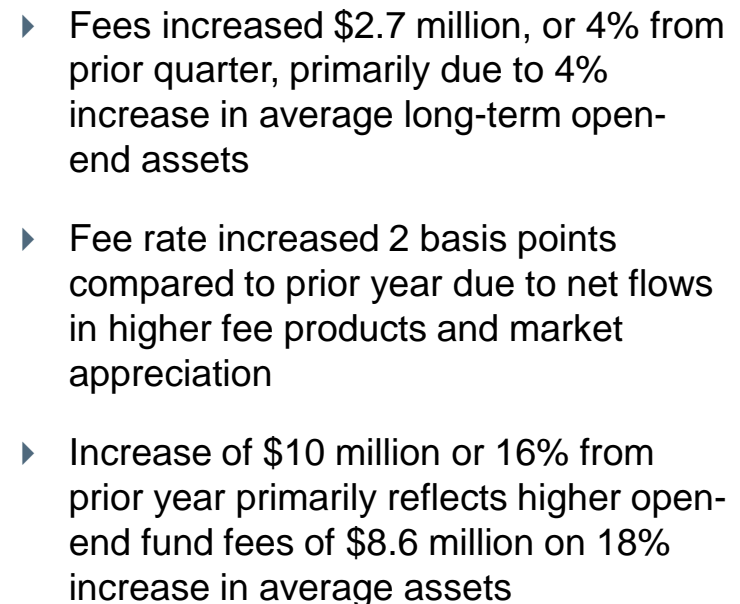 Fees increased $2.7 million, or 4% from
prior quarter, primarily due to 4%
increase in average long-term open-
end assets
Fee rate increased 2 basis points
compared to prior year due to net flows
in higher fee products and market
appreciation
Increase of $10 million or 16% from
prior year primarily reflects higher open-
end fund fees of $8.6 million on 18%
increase in average assets